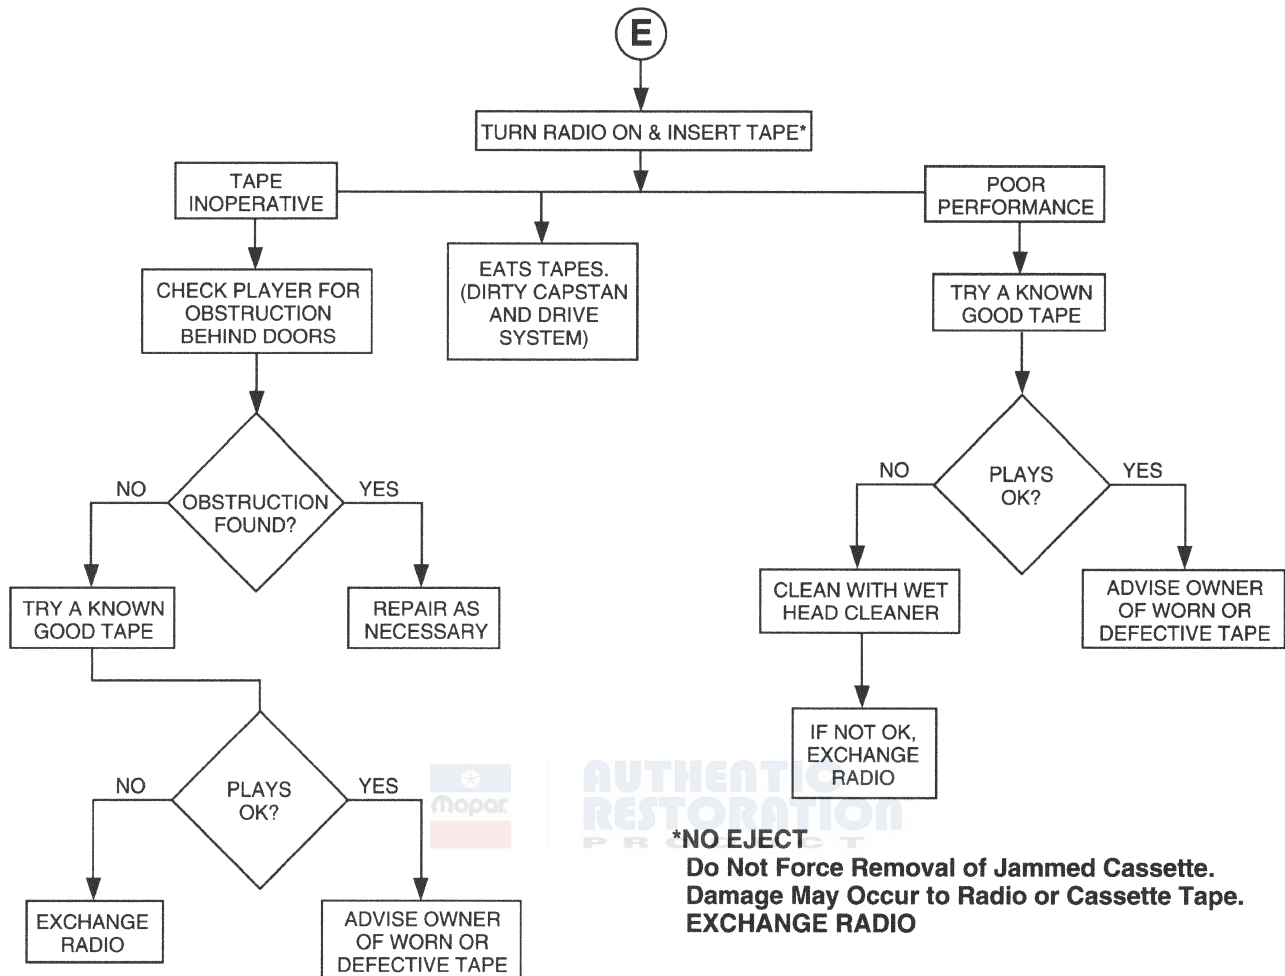 E
TURN RADIO ON & INSERT TAPE*
TAPE
INOPERATIVE
POOR
PERFORMANCE
CHECK PLAYER FOR
OBSTRUCTION
BEHIND DOORS
EATS TAPES.
(DIRTY CAPSTAN
AND DRIVE
SYSTEM)
TRY A KNOWN
GOOD TAPE
NO
OBSTRUCTION
FOUND?
YES
NO
PLAYS
OK?
YES
TRY A KNOWN
GOOD TAPE
REPAIR AS
NECESSARY
CLEAN WITH WET
HEAD CLEANER
ADVISE OWNER
OF WORN OR
DEFECTIVE TAPE
IF NOT OK,
EXCHANGE
RADIO
NO
PLAYS
OK?
YES
Mopar
AUTHENTIC
RESTORATION
PRODUCT
EXCHANGE
RADIO
ADVISE OWNER
OF WORN OR
DEFECTIVE TAPE
*NO EJECT
Do Not Force Removal of Jammed Cassette.
Damage May Occur to Radio or Cassette Tape.
EXCHANGE RADIO